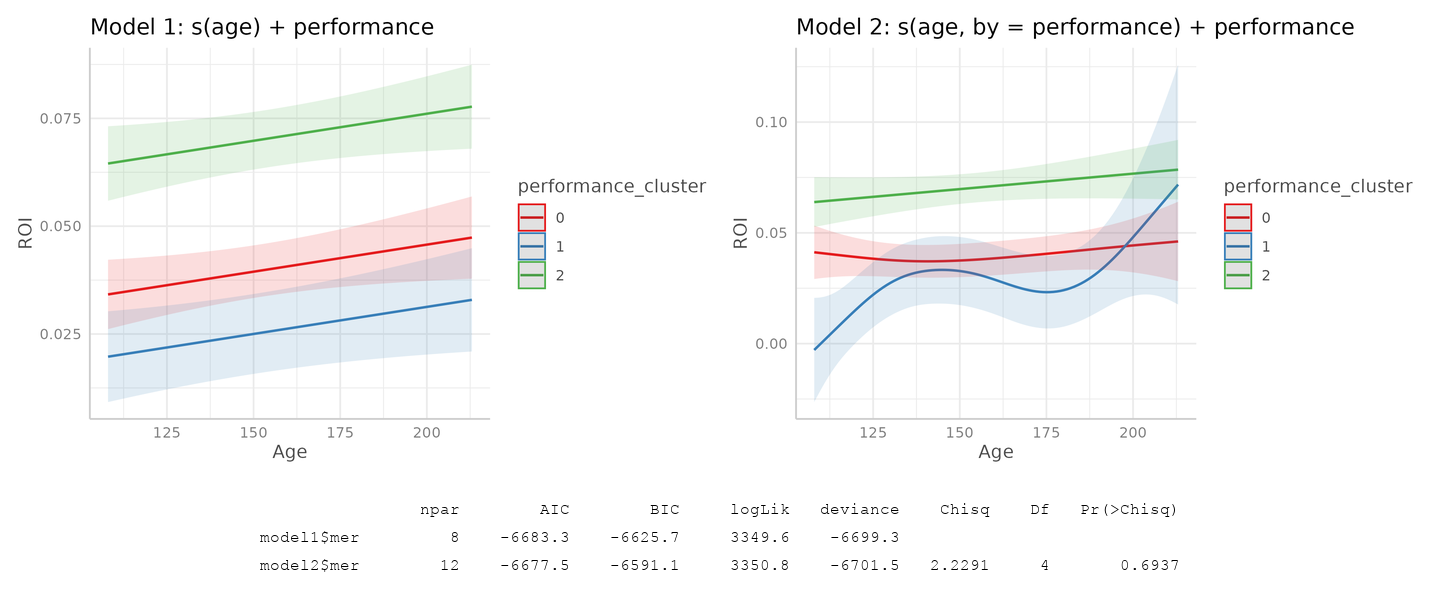 Model 1: s(age) + performance
0.075
0.050
0.025
ROI
125 150 175 200
Age
performance_cluster
0
1
2
Model 2: s(age, by = performance) + performance
0.10
0.05
0.00
ROI
125 150 175 200
Age
performance_cluster
0
1
2
npar AIC BIC logLik deviance Chisq Df Pr(>Chisq)
model1$mer 8 -6683.3 -6625.7 3349.6 -6699.3
model2$mer 12 -6677.5 -6591.1 3350.8 -6701.5 2.2291 4 0.6937